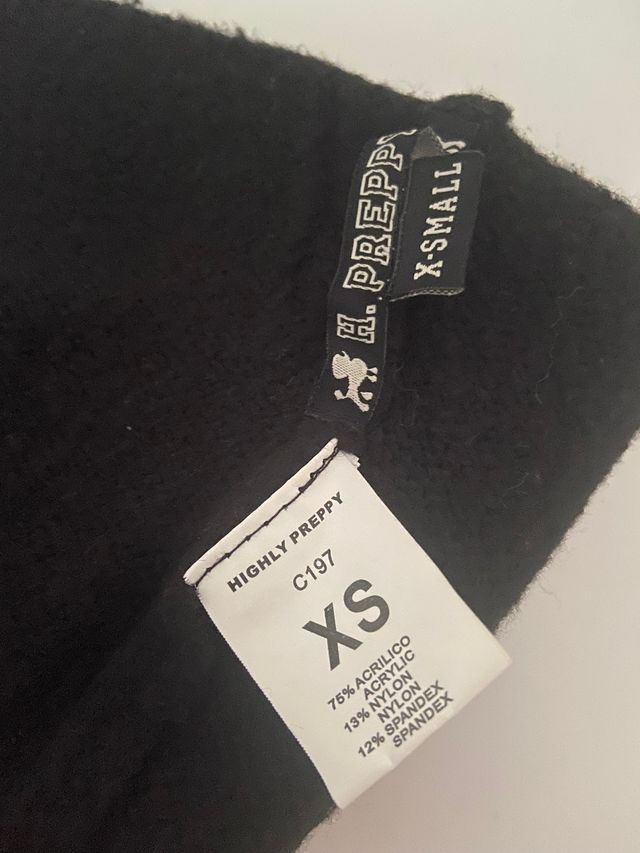 H. PREPPY
X-SMALL
HIGHLY PREPPY
C197
XS
75% ACRILICO
ACRYLIC
13% NYLON
NYLON
12% SPANDEX
SPANDEX